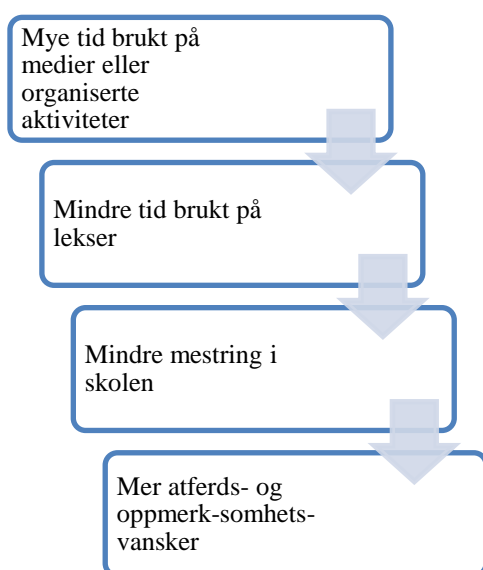 Mye tid brukt på
medier eller
organiserte
aktiviteter
Mindre tid brukt på
lekser
Mindre mestring i
skolen
Mer atferds- og
oppmerk-somhets-
vansker